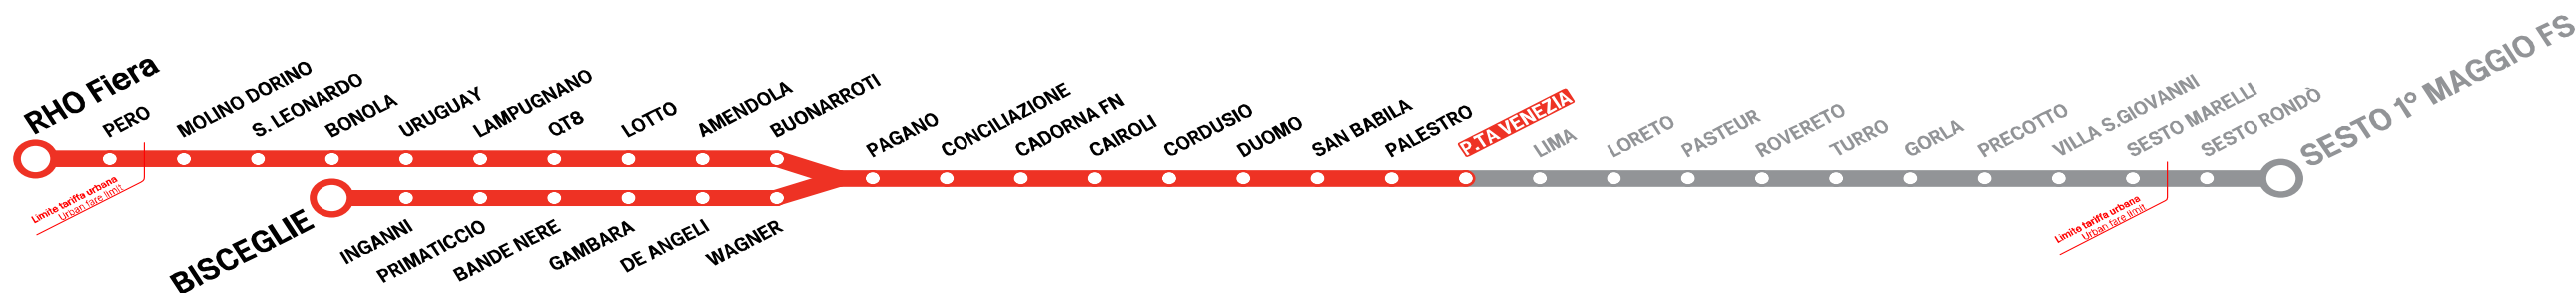 RHO Fiera
PERO
MOLINO DORINO
S. LEONARDO
BONOLA
URUGUAY
LAMPUGNANO
QT8
LOTTO
AMENDOLA
BUONARROTI
Limite tariffa urbana
Urban fare limit
BISCEGLIE
INGANNI
PRIMATICCIO
BANDE NERE
GAMBARA
DE ANGELI
WAGNER
PAGANO
CONCILIAZIONE
CADORNA FN
CAIROLI
CORDUSIO
DUOMO
SAN BABILA
PALESTRO
P.TA VENEZIA
LIMA
LORETO
PASTEUR
ROVERETO
TURRO
GORLA
PRECOTTO
VILLA S.GIOVANNI
SESTO MARELLI
SESTO RONDÒ
SESTO 1° MAGGIO FS
Limite tariffa urbana
Urban fare limit